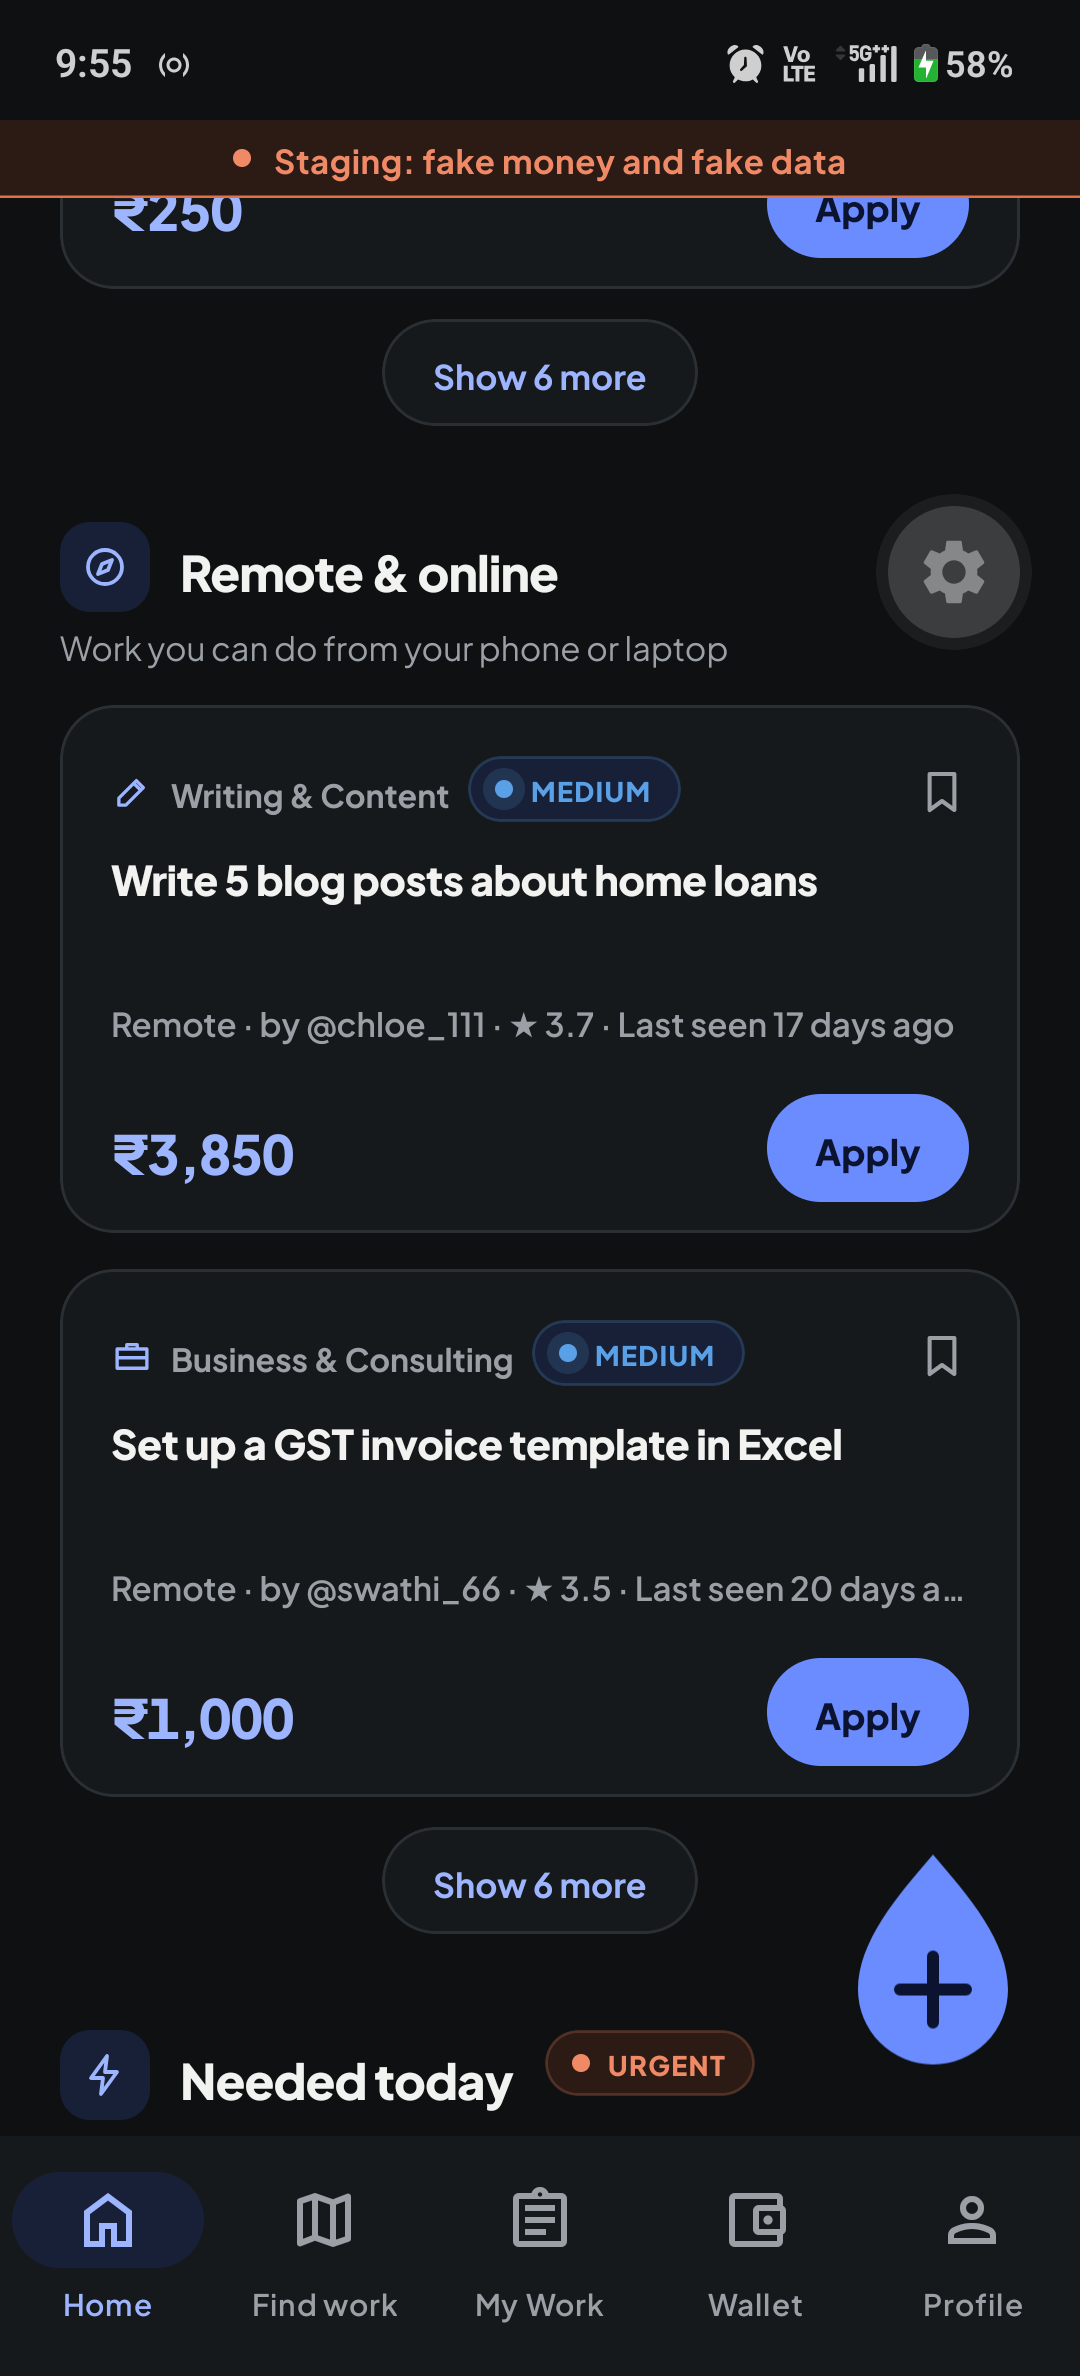 9:55
Vo LTE 5G++ 58%
Staging: fake money and fake data
₹250
Apply
Show 6 more
Remote & online
Work you can do from your phone or laptop
Writing & Content MEDIUM
Write 5 blog posts about home loans
Remote · by @chloe_111 · ★ 3.7 · Last seen 17 days ago
₹3,850
Apply
Business & Consulting MEDIUM
Set up a GST invoice template in Excel
Remote · by @swathi_66 · ★ 3.5 · Last seen 20 days a...
₹1,000
Apply
Show 6 more
Needed today URGENT
Home
Find work
My Work
Wallet
Profile